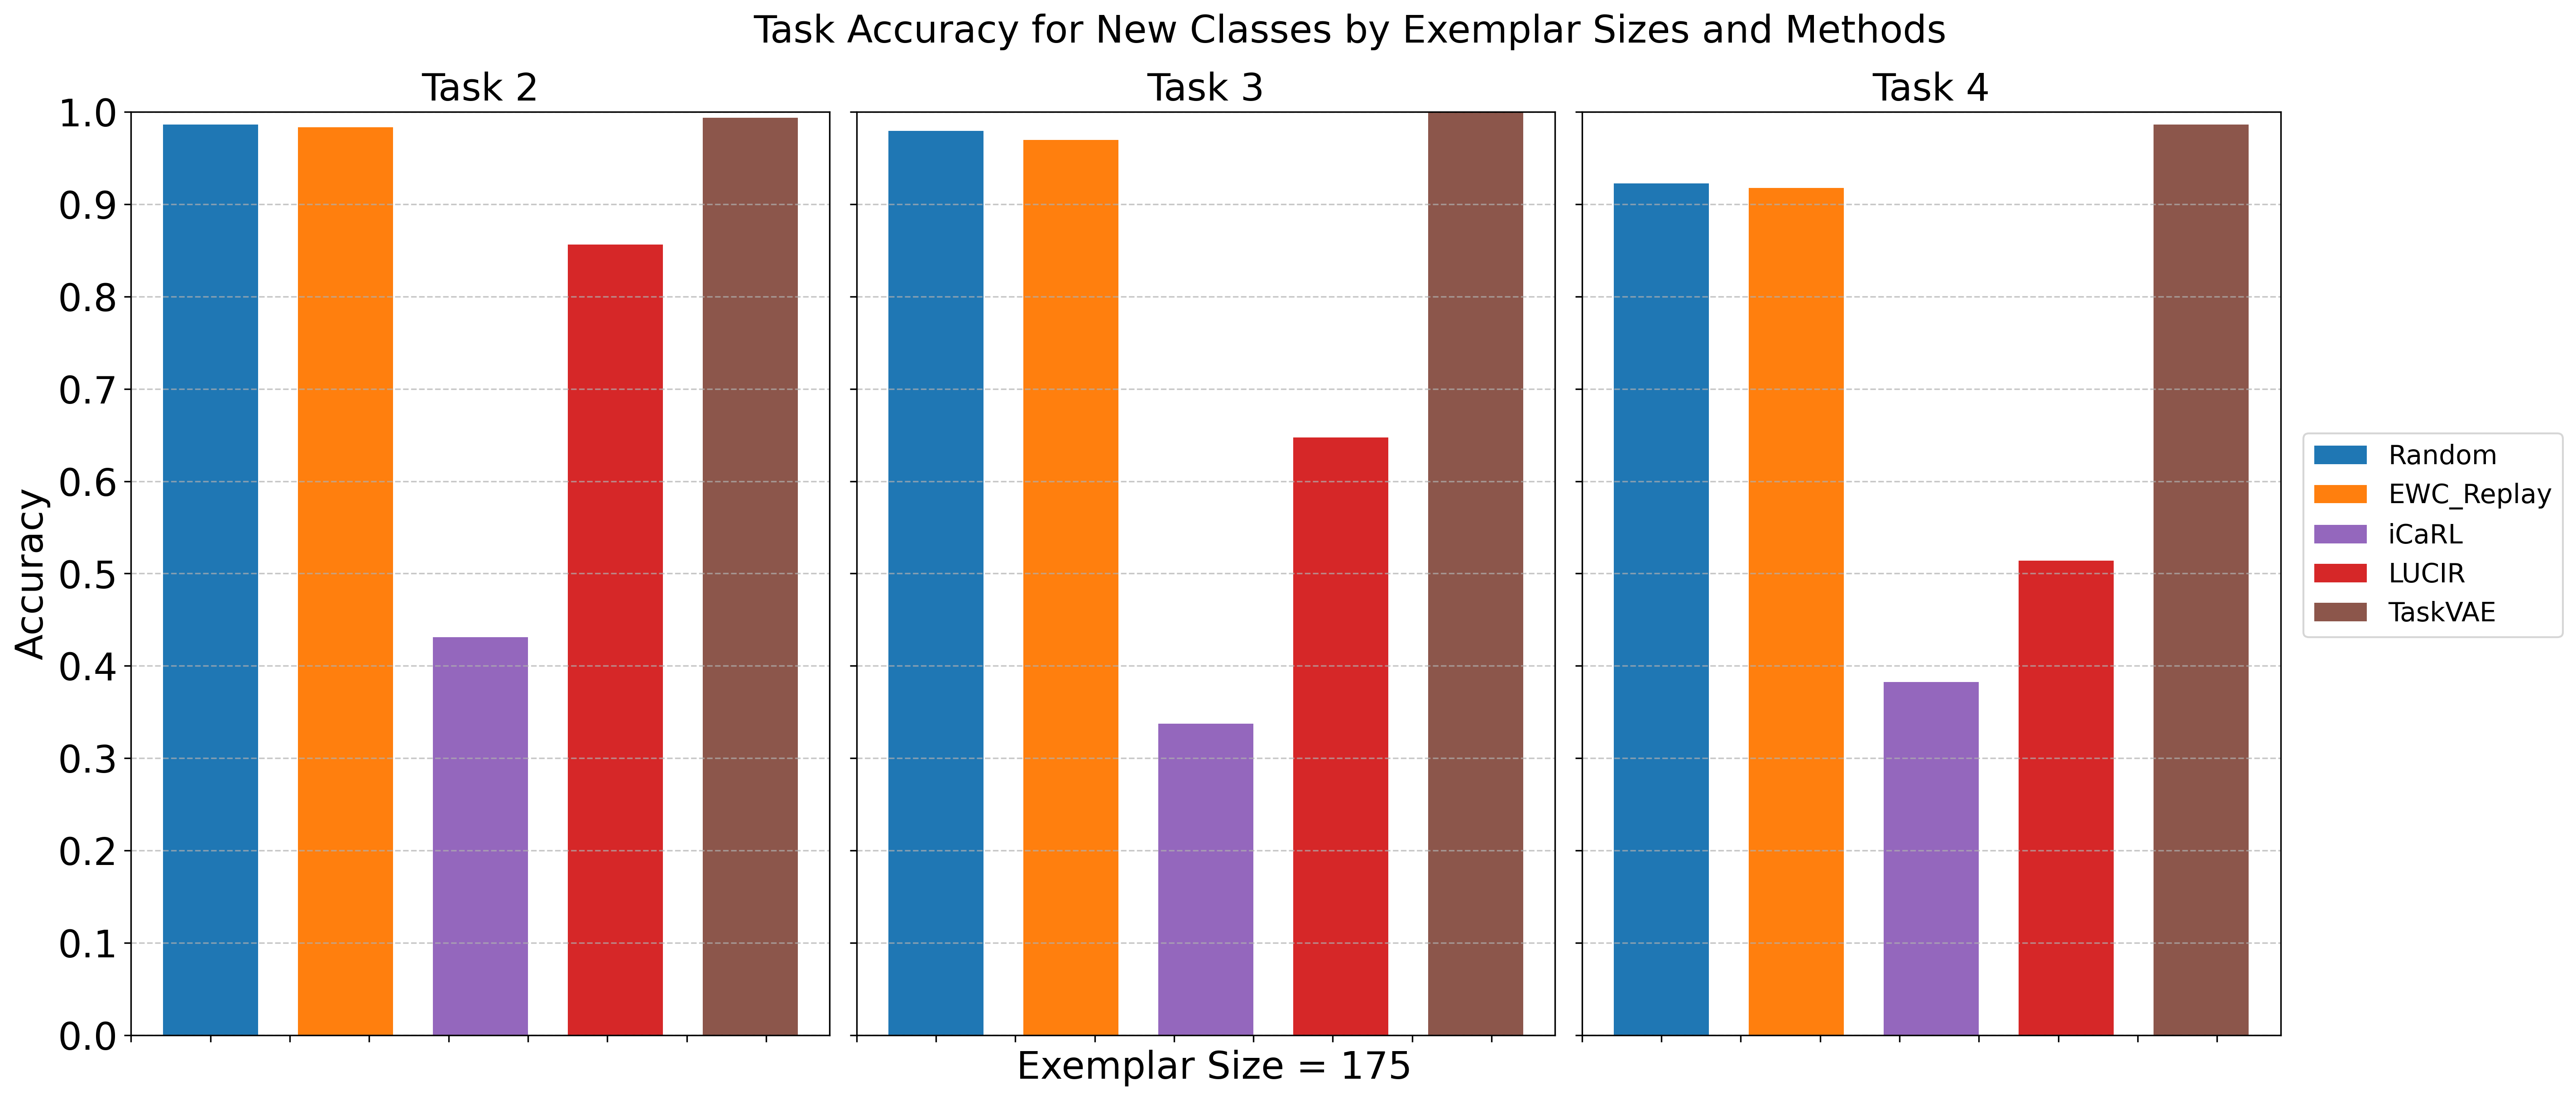 Task Accuracy for New Classes by Exemplar Sizes and Methods
Task 2
Task 3
Task 4
Accuracy
1.0
0.9
0.8
0.7
0.6
0.5
0.4
0.3
0.2
0.1
0.0
Exemplar Size = 175
Random
EWC_Replay
iCaRL
LUCIR
TaskVAE